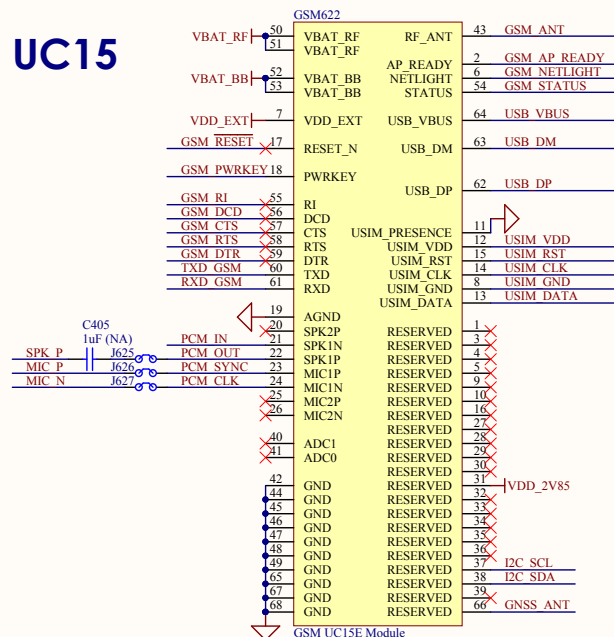 GSM622
UC15
VBAT_RF 50 VBAT_RF RF_ANT 43 GSM_ANT
51 VBAT_RF
AP_READY 2 GSM_AP_READY
VBAT_BB 52 VBAT_BB NETLIGHT 6 GSM_NETLIGHT
53 VBAT_BB STATUS 54 GSM_STATUS
VDD_EXT 7 VDD_EXT USB_VBUS 64 USB_VBUS
GSM_RESET 17 RESET_N USB_DM 63 USB_DM
GSM_PWRKEY 18 PWRKEY
USB_DP 62 USB_DP
GSM_RI 55 RI
GSM_DCD 56 DCD
GSM_CTS 57 CTS USIM_PRESENCE 11
GSM_RTS 58 RTS USIM_VDD 12 USIM_VDD
GSM_DTR 59 DTR USIM_RST 15 USIM_RST
TXD_GSM 60 TXD USIM_CLK 14 USIM_CLK
RXD_GSM 61 RXD USIM_GND 8 USIM_GND
USIM_DATA 13 USIM_DATA
19 AGND
20 SPK2P RESERVED 1
PCM_IN 21 SPK1N RESERVED 3
C405
1uF (NA)
SPK_P J625 PCM_OUT 22 SPK1P RESERVED 4
MIC_P J626 PCM_SYNC 23 MIC1P RESERVED 5
MIC_N J627 PCM_CLK 24 MIC1N RESERVED 9
25 MIC2P RESERVED 10
26 MIC2N RESERVED 16
RESERVED 27
40 ADC1 RESERVED 28
41 ADC0 RESERVED 29
RESERVED 30
42 GND RESERVED 31 VDD_2V85
44 GND RESERVED 32
45 GND RESERVED 33
46 GND RESERVED 34
47 GND RESERVED 35
48 GND RESERVED 36
49 GND RESERVED 37 I2C_SCL
65 GND RESERVED 38 I2C_SDA
67 GND RESERVED 39
68 GND RESERVED 66 GNSS_ANT
GSM UC15E Module